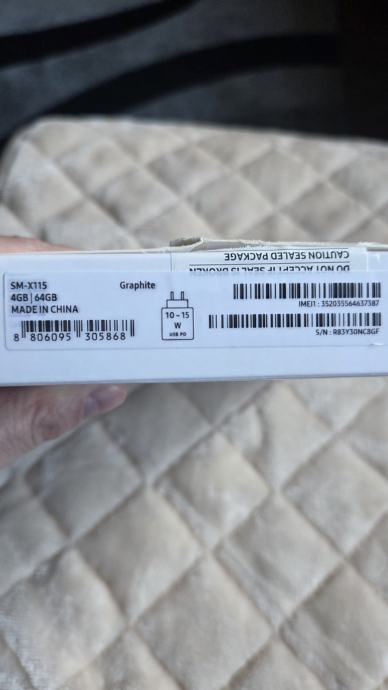 CAUTION SEALED PACKAGE
DO NOT ACCEPT IF SEAL IS BROKEN
SM-X115 Graphite
4GB | 64GB
MADE IN CHINA
8 806095 305868
10 – 15
W
USB PD
IMEI1 : 352035564637387
S/N : R83Y30NC8GF